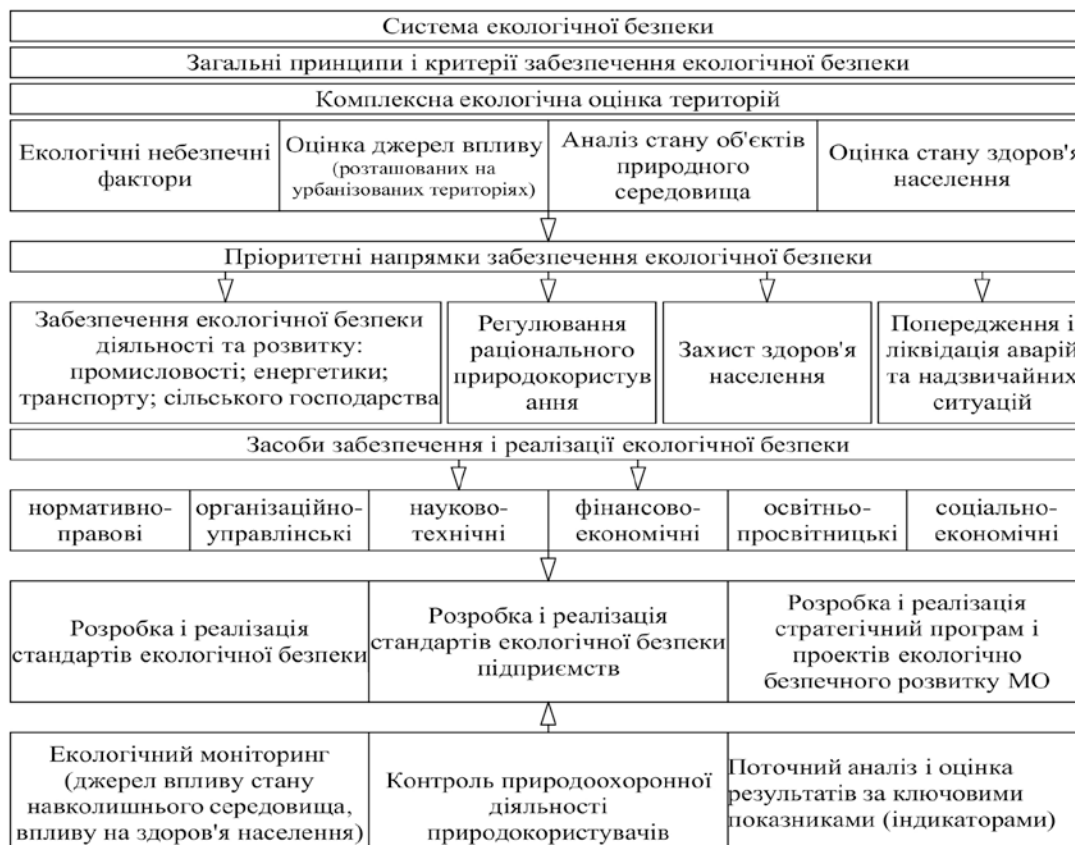 Система екологічної безпеки
Загальні принципи і критерії забезпечення екологічної безпеки
Комплексна екологічна оцінка територій
Екологічні небезпечні
фактори
Оцінка джерел впливу
(розташованих на
урбанізованих територіях)
Аналіз стану об'єктів
природного
середовища
Оцінка стану здоров'я
населення
Пріоритетні напрямки забезпечення екологічної безпеки
Забезпечення екологічної безпеки
діяльності та розвитку:
промисловості; енергетики;
транспорту; сільського господарства
Регулювання
раціонального
природокористув
ання
Захист здоров'я
населення
Попередження і
ліквідація аварій
та надзвичайних
ситуацій
Засоби забезпечення і реалізації екологічної безпеки
нормативно-
правові
організаційно-
управлінські
науково-
технічні
фінансово-
економічні
освітньо-
просвітницькі
соціально-
економічні
Розробка і реалізація
стандартів екологічної безпеки
Розробка і реалізація
стандартів екологічної безпеки
підприємств
Розробка і реалізація
стратегічний програм і
проектів екологічно
безпечного розвитку МО
Екологічний моніторинг
(джерел впливу стану
навколишнього середовища,
впливу на здоров'я населення)
Контроль природоохоронної
діяльності
природокористувачів
Поточний аналіз і оцінка
результатів за ключовими
показниками (індикаторами)